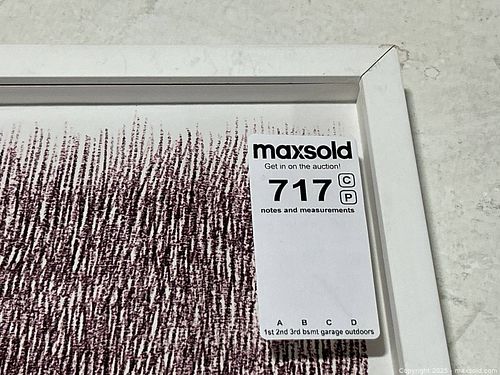 maxsold
Get in on the auction!
717 C
P
notes and measurements
A B C D
1st 2nd 3rd bsmt garage outdoors
Copyright 2025 - maxsold.com